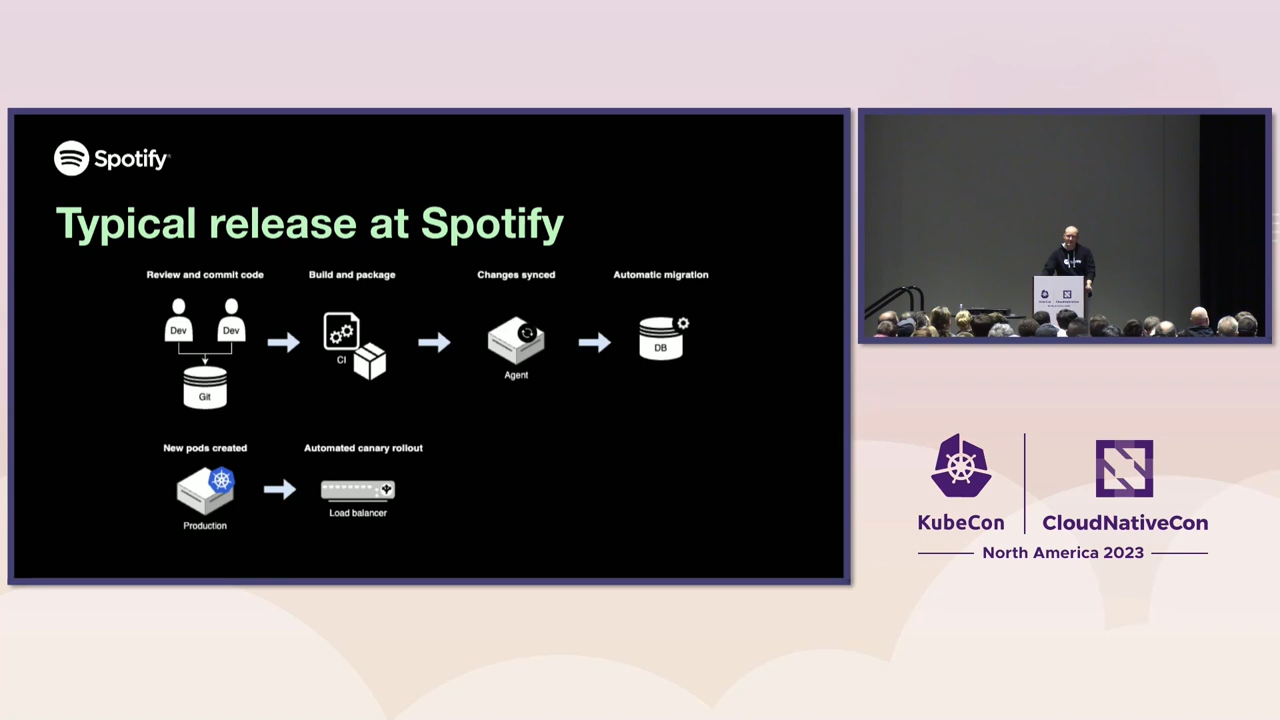 Spotify
Typical release at Spotify
Review and commit code
Build and package
Changes synced
Automatic migration
Dev
Dev
Git
CI
Agent
DB
New pods created
Automated canary rollout
Production
Load balancer
KubeCon
CloudNativeCon
North America 2023